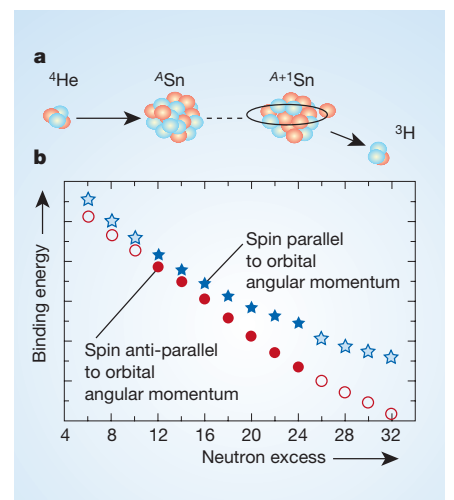 a
⁴He
ᴬSn
ᴬ⁺¹Sn
³H
b
Binding energy
Spin parallel
to orbital
angular momentum
Spin anti-parallel
to orbital
angular momentum
4 8 12 16 20 24 28 32
Neutron excess